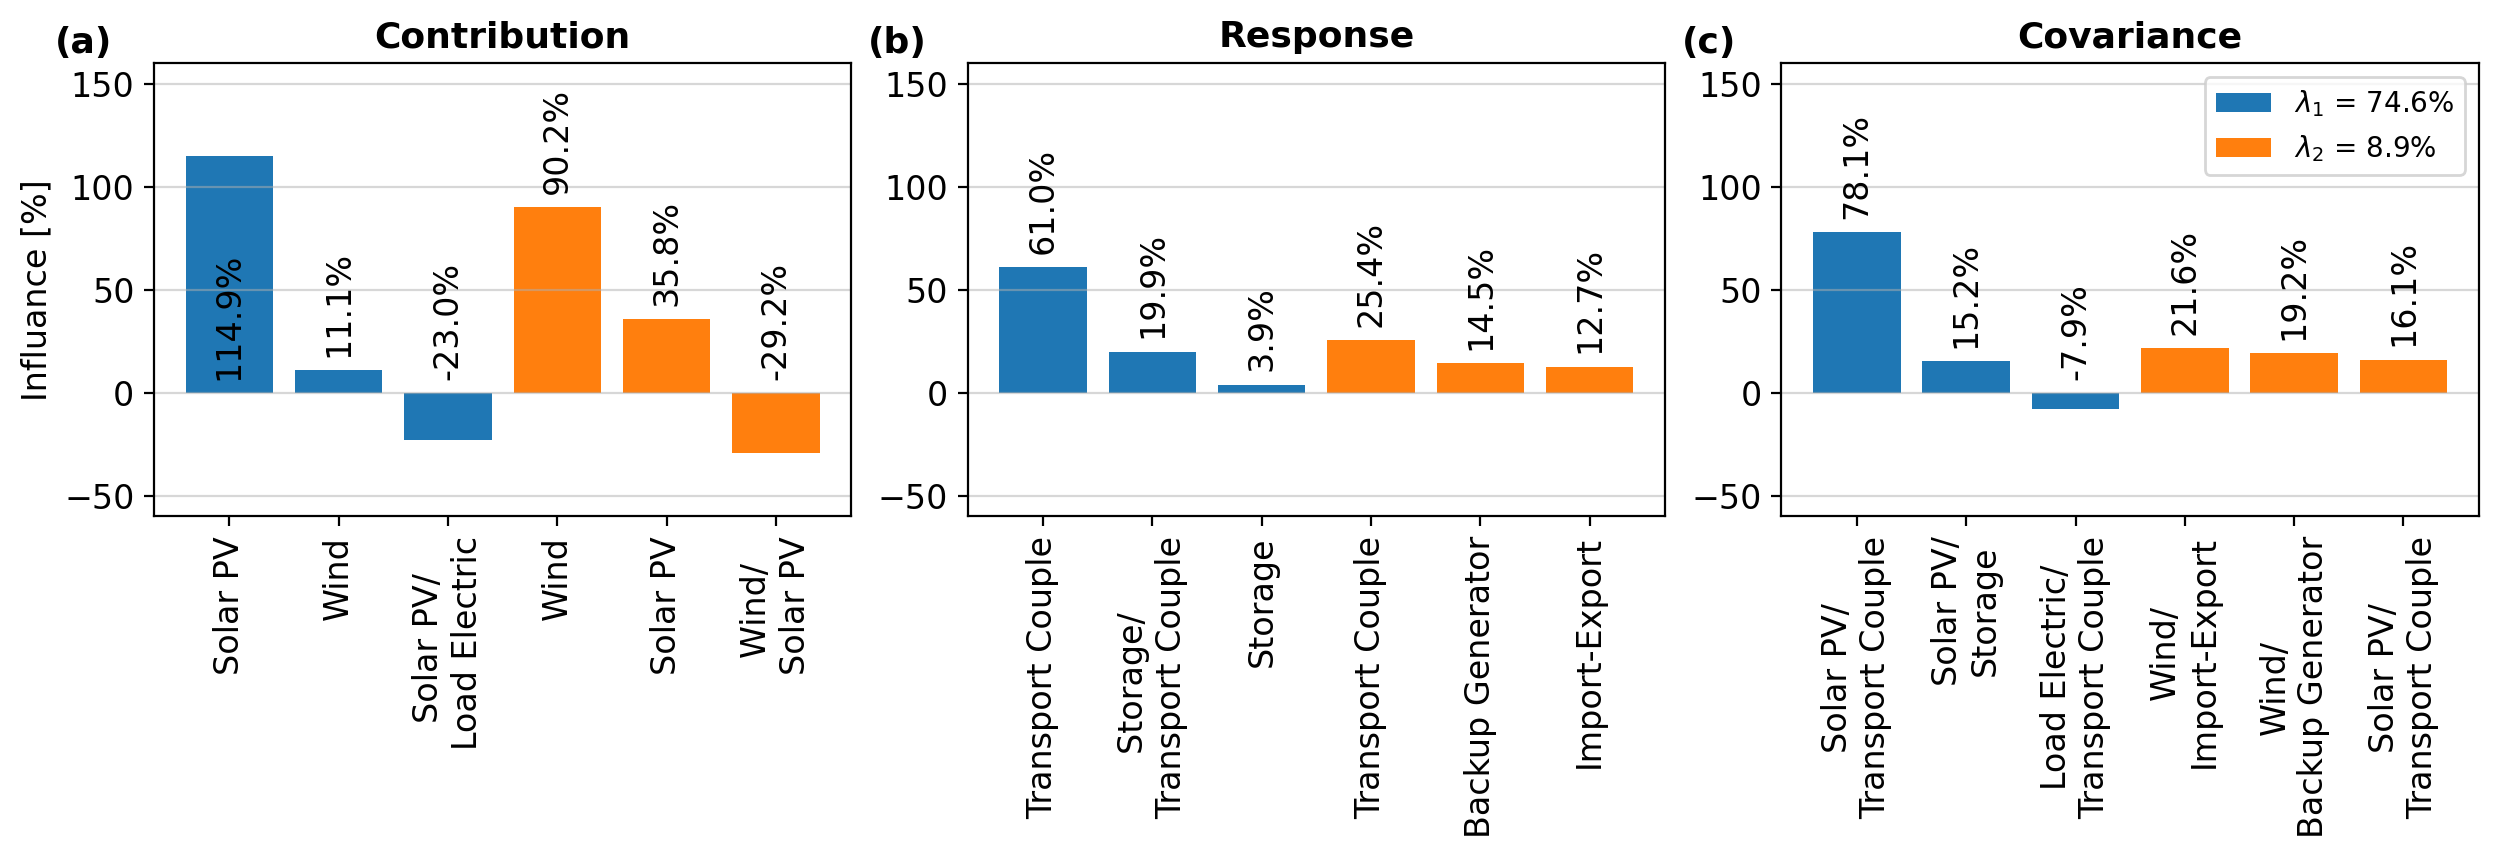 (a)
Contribution
Influance [%]
150
100
50
0
−50
114.9%
11.1%
-23.0%
90.2%
35.8%
-29.2%
Solar PV
Wind
Solar PV/
Load Electric
Wind
Solar PV
Wind/
Solar PV
(b)
Response
150
100
50
0
−50
61.0%
19.9%
3.9%
25.4%
14.5%
12.7%
Transport Couple
Storage/
Transport Couple
Storage
Transport Couple
Backup Generator
Import-Export
(c)
Covariance
150
100
50
0
−50
λ₁ = 74.6%
λ₂ = 8.9%
78.1%
15.2%
-7.9%
21.6%
19.2%
16.1%
Solar PV/
Transport Couple
Solar PV/
Storage
Load Electric/
Transport Couple
Wind/
Import-Export
Wind/
Backup Generator
Solar PV/
Transport Couple